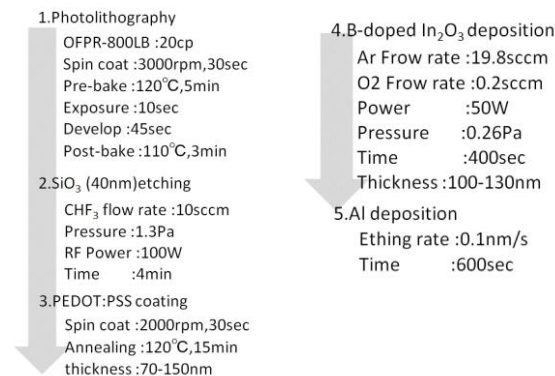 1.Photolithography
OFPR-800LB :20cp
Spin coat :3000rpm,30sec
Pre-bake :120℃,5min
Exposure :10sec
Develop :45sec
Post-bake :110℃,3min
2.SiO₃ (40nm)etching
CHF₃ flow rate :10sccm
Pressure :1.3Pa
RF Power :100W
Time :4min
3.PEDOT:PSS coating
Spin coat :2000rpm,30sec
Annealing :120℃,15min
thickness :70-150nm
4.B-doped In₂O₃ deposition
Ar Frow rate :19.8sccm
O2 Frow rate :0.2sccm
Power :50W
Pressure :0.26Pa
Time :400sec
Thickness :100-130nm
5.Al deposition
Ething rate :0.1nm/s
Time :600sec